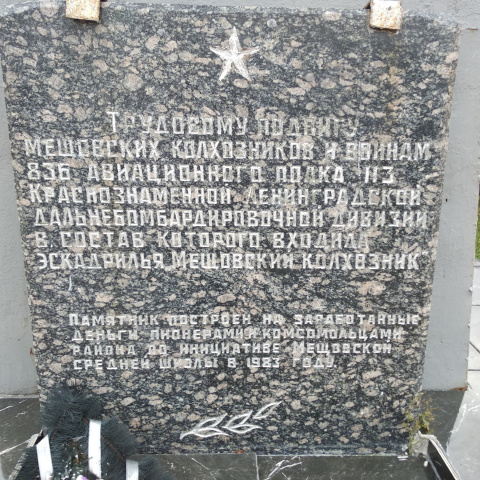 Трудовому подвигу
мещовских колхозников и воинам
836 авиационного полка 113
Краснознаменной Ленинградской
дальнебомбардировочной дивизии
в состав которого входила
эскадрилья „Мещовский колхозник"
Памятник построен на заработанные
деньги пионерами и комсомольцами
района по инициативе Мещовской
средней школы в 1983 году.